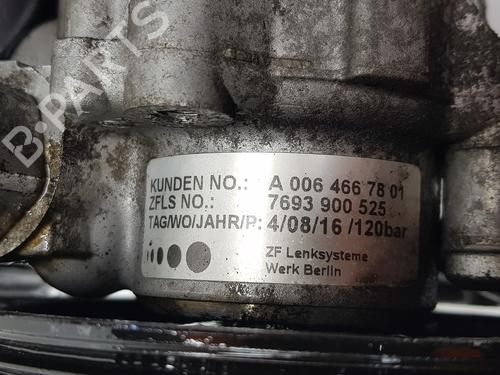 B-PARTS
KUNDEN NO.: A 006 466 78 01
ZFLS NO.: 7693 900 525
TAG/WO/JAHR/P: 4/08/16 /120bar
ZF Lenksysteme
Werk Berlin